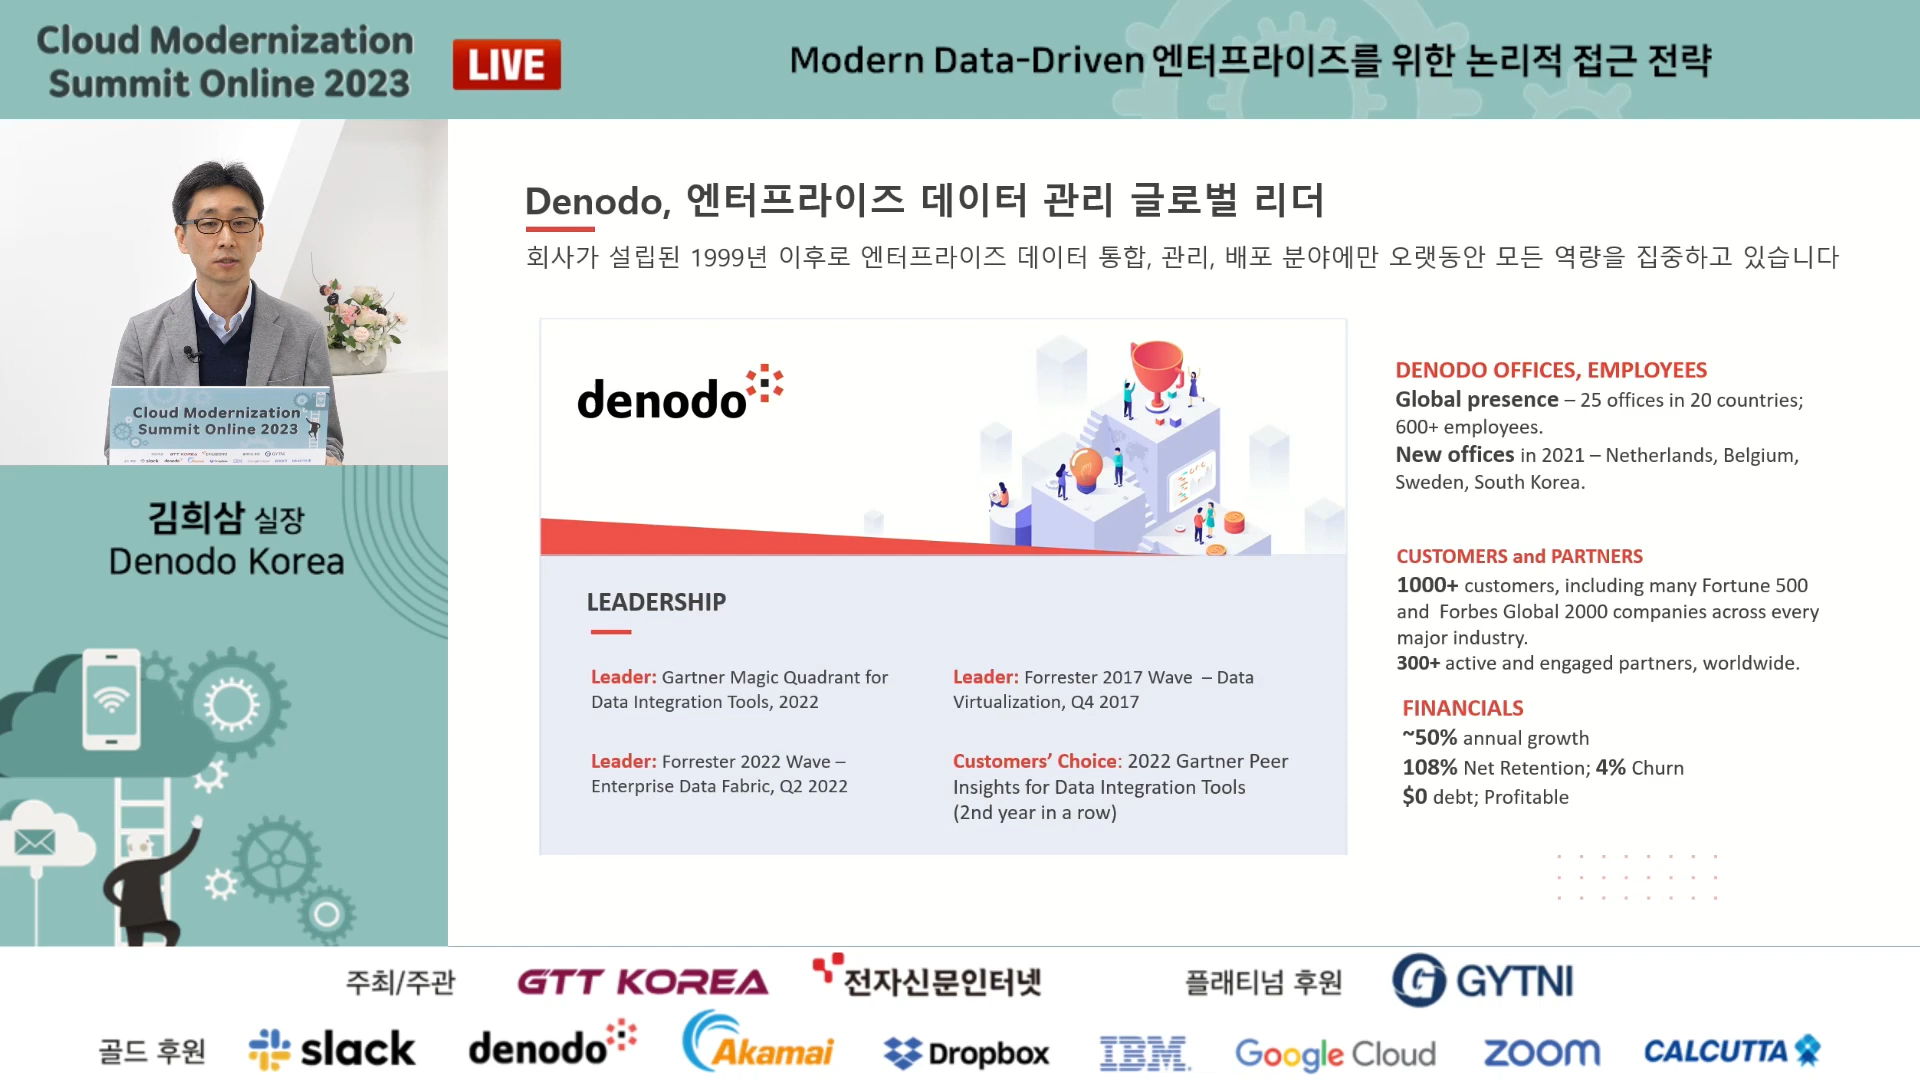 Cloud Modernization
Summit Online 2023
LIVE
Modern Data-Driven 엔터프라이즈를 위한 논리적 접근 전략
Cloud Modernization
Summit Online 2023
김희삼 실장
Denodo Korea
Denodo, 엔터프라이즈 데이터 관리 글로벌 리더
회사가 설립된 1999년 이후로 엔터프라이즈 데이터 통합, 관리, 배포 분야에만 오랫동안 모든 역량을 집중하고 있습니다
denodo
LEADERSHIP
Leader: Gartner Magic Quadrant for
Data Integration Tools, 2022
Leader: Forrester 2022 Wave –
Enterprise Data Fabric, Q2 2022
Leader: Forrester 2017 Wave – Data
Virtualization, Q4 2017
Customers’ Choice: 2022 Gartner Peer
Insights for Data Integration Tools
(2nd year in a row)
DENODO OFFICES, EMPLOYEES
Global presence – 25 offices in 20 countries;
600+ employees.
New offices in 2021 – Netherlands, Belgium,
Sweden, South Korea.
CUSTOMERS and PARTNERS
1000+ customers, including many Fortune 500
and Forbes Global 2000 companies across every
major industry.
300+ active and engaged partners, worldwide.
FINANCIALS
~50% annual growth
108% Net Retention; 4% Churn
$0 debt; Profitable
주최/주관 GTT KOREA 전자신문인터넷 플래티넘 후원 GYTNI
골드 후원 slack denodo Akamai Dropbox IBM Google Cloud zoom CALCUTTA